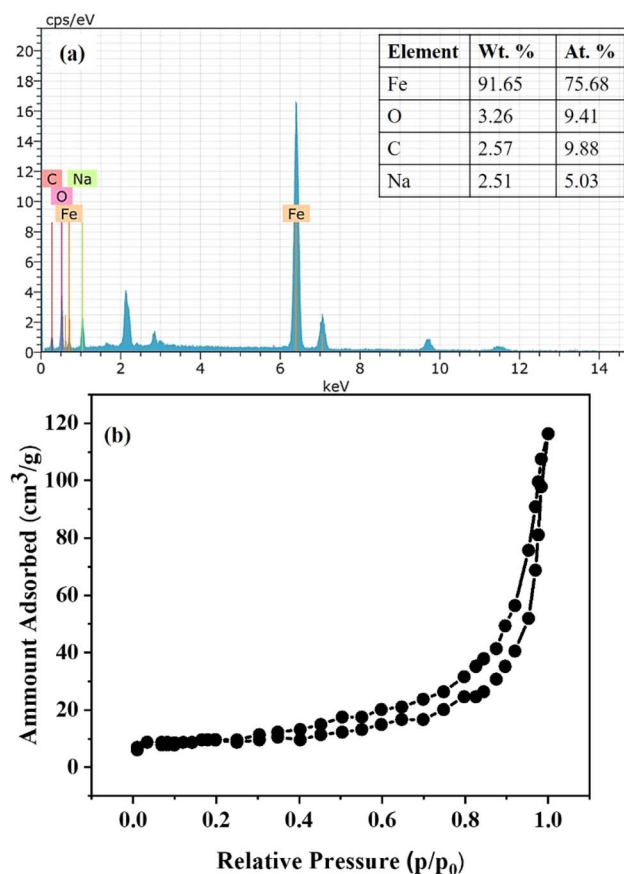 cps/eV
(a)
20
18
16
14
12
10
8
6
4
2
0
C
O
Na
Fe
Fe
0 2 4 6 8 10 12 14
keV
Element Wt. % At. %
Fe 91.65 75.68
O 3.26 9.41
C 2.57 9.88
Na 2.51 5.03
(b)
120
100
80
60
40
20
0
Ammount Adsorbed (cm³/g)
0.0 0.2 0.4 0.6 0.8 1.0
Relative Pressure (p/p₀)